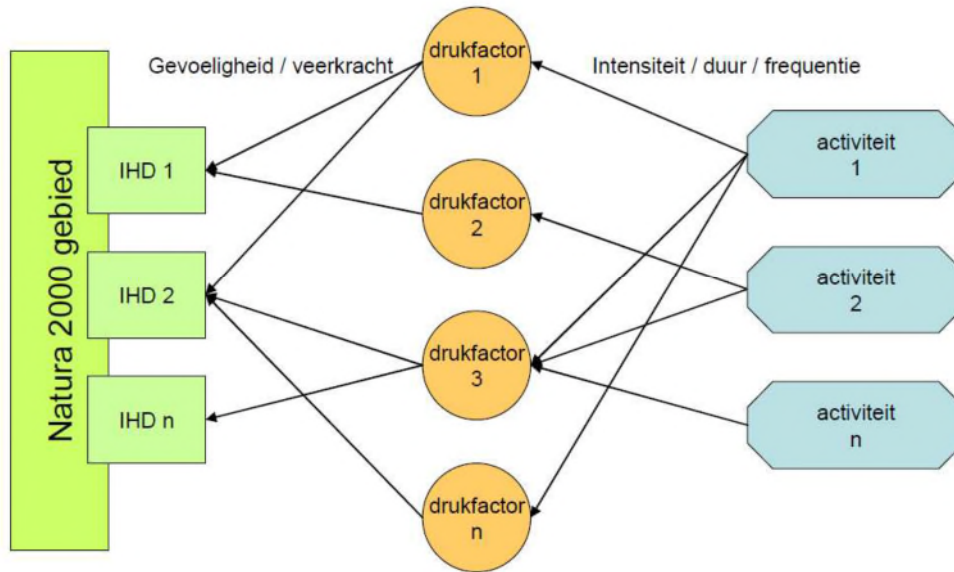 Natura 2000 gebied
Gevoeligheid / veerkracht
Intensiteit / duur / frequentie
IHD 1
IHD 2
IHD n
drukfactor
1
drukfactor
2
drukfactor
3
drukfactor
n
activiteit
1
activiteit
2
activiteit
n